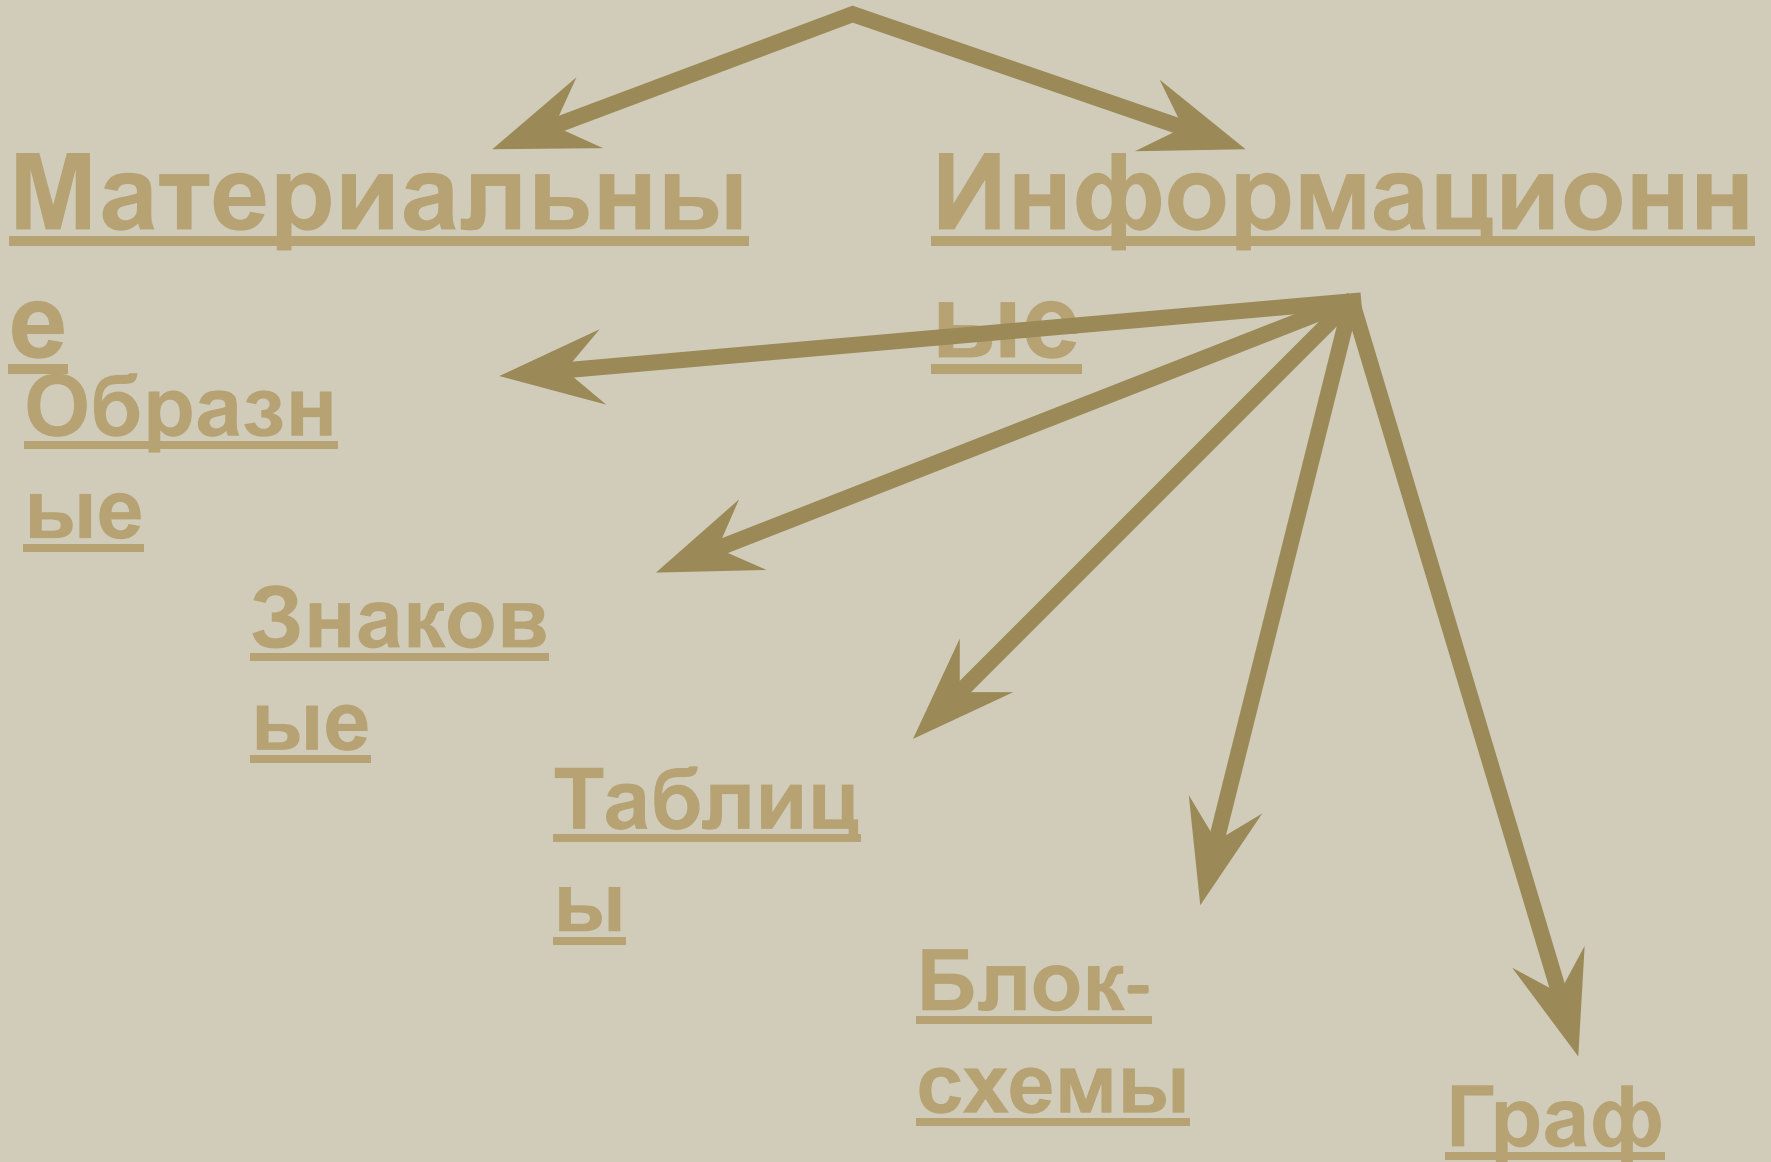 Материальны
е
Информационн
ые
Образн
ые
Знаков
ые
Таблиц
ы
Блок-
схемы
Граф